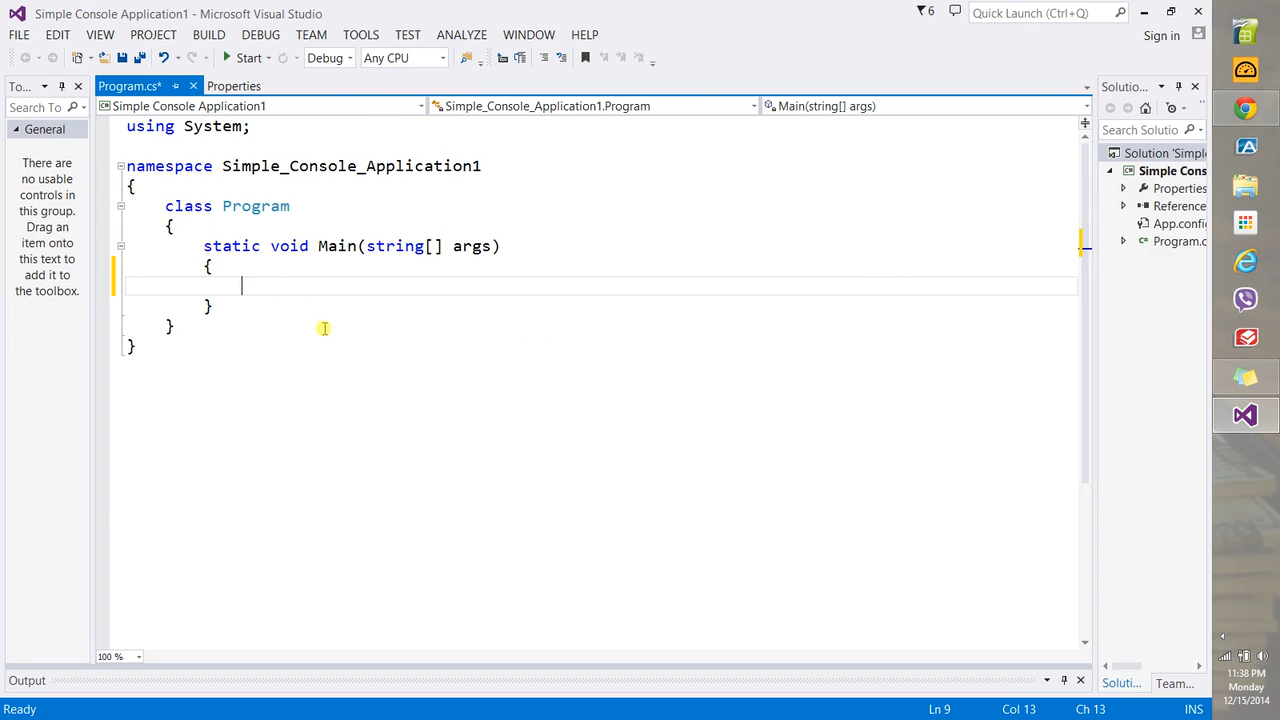 Simple Console Application1 - Microsoft Visual Studio
6
Quick Launch (Ctrl+Q)
FILE EDIT VIEW PROJECT BUILD DEBUG TEAM TOOLS TEST ANALYZE WINDOW HELP
Sign in
Start Debug Any CPU
To...
Program.cs* Properties
Solutio...
Search To
Simple Console Application1 Simple_Console_Application1.Program Main(string[] args)
General
There are
no usable
controls in
this group.
Drag an
item onto
this text to
add it to
the toolbox.
using System;
namespace Simple_Console_Application1
{
class Program
{
static void Main(string[] args)
{
}
}
}
Search Solutio
Solution 'Simpl
Simple Cons
Properties
Reference
App.config
Program.c
100 %
Output
Soluti... Team...
Ready Ln 9 Col 13 Ch 13 INS
11:38 PM
Monday
12/15/2014